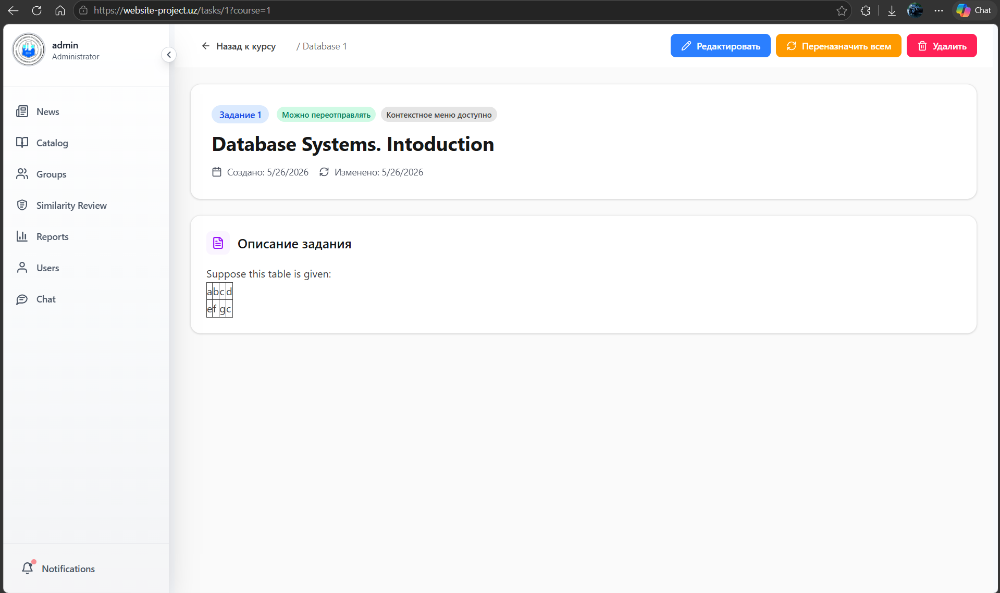 https://website-project.uz/tasks/1?course=1
Chat
admin
Administrator
News
Catalog
Groups
Similarity Review
Reports
Users
Chat
Notifications
Назад к курсу / Database 1
Редактировать
Переназначить всем
Удалить
Задание 1
Можно переотправлять
Контекстное меню доступно
Database Systems. Intoduction
Создано: 5/26/2026 Изменено: 5/26/2026
Описание задания
Suppose this table is given:
a b c d
e f g c